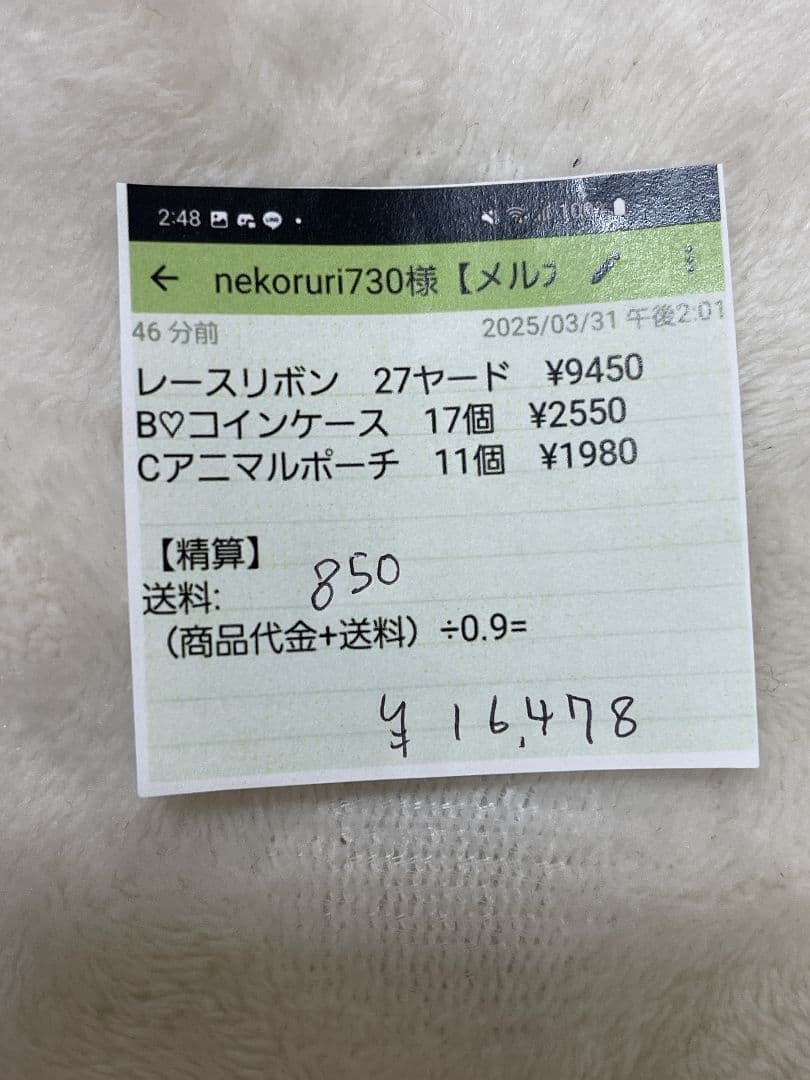 2:48 LINE 100%
← nekoruri730様【メルフ
46 分前 2025/03/31 午後2:01
レースリボン 27ヤード ¥9450
B♡コインケース 17個 ¥2550
Cアニマルポーチ 11個 ¥1980
【精算】
送料: 850
（商品代金+送料）÷0.9=
¥16,478